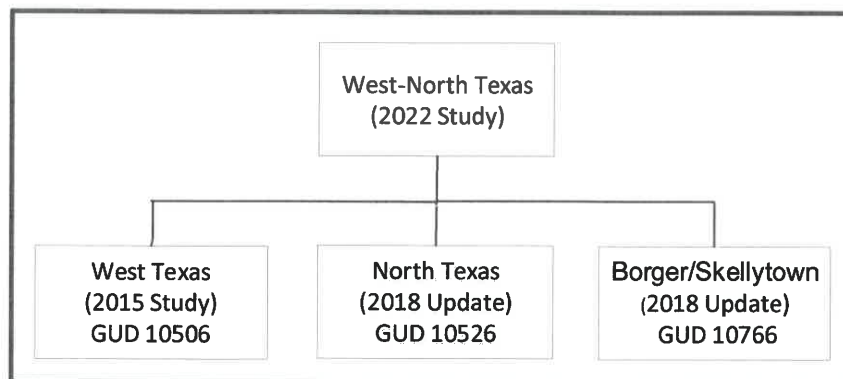 West-North Texas
(2022 Study)
West Texas
(2015 Study)
GUD 10506
North Texas
(2018 Update)
GUD 10526
Borger/Skellytown
(2018 Update)
GUD 10766